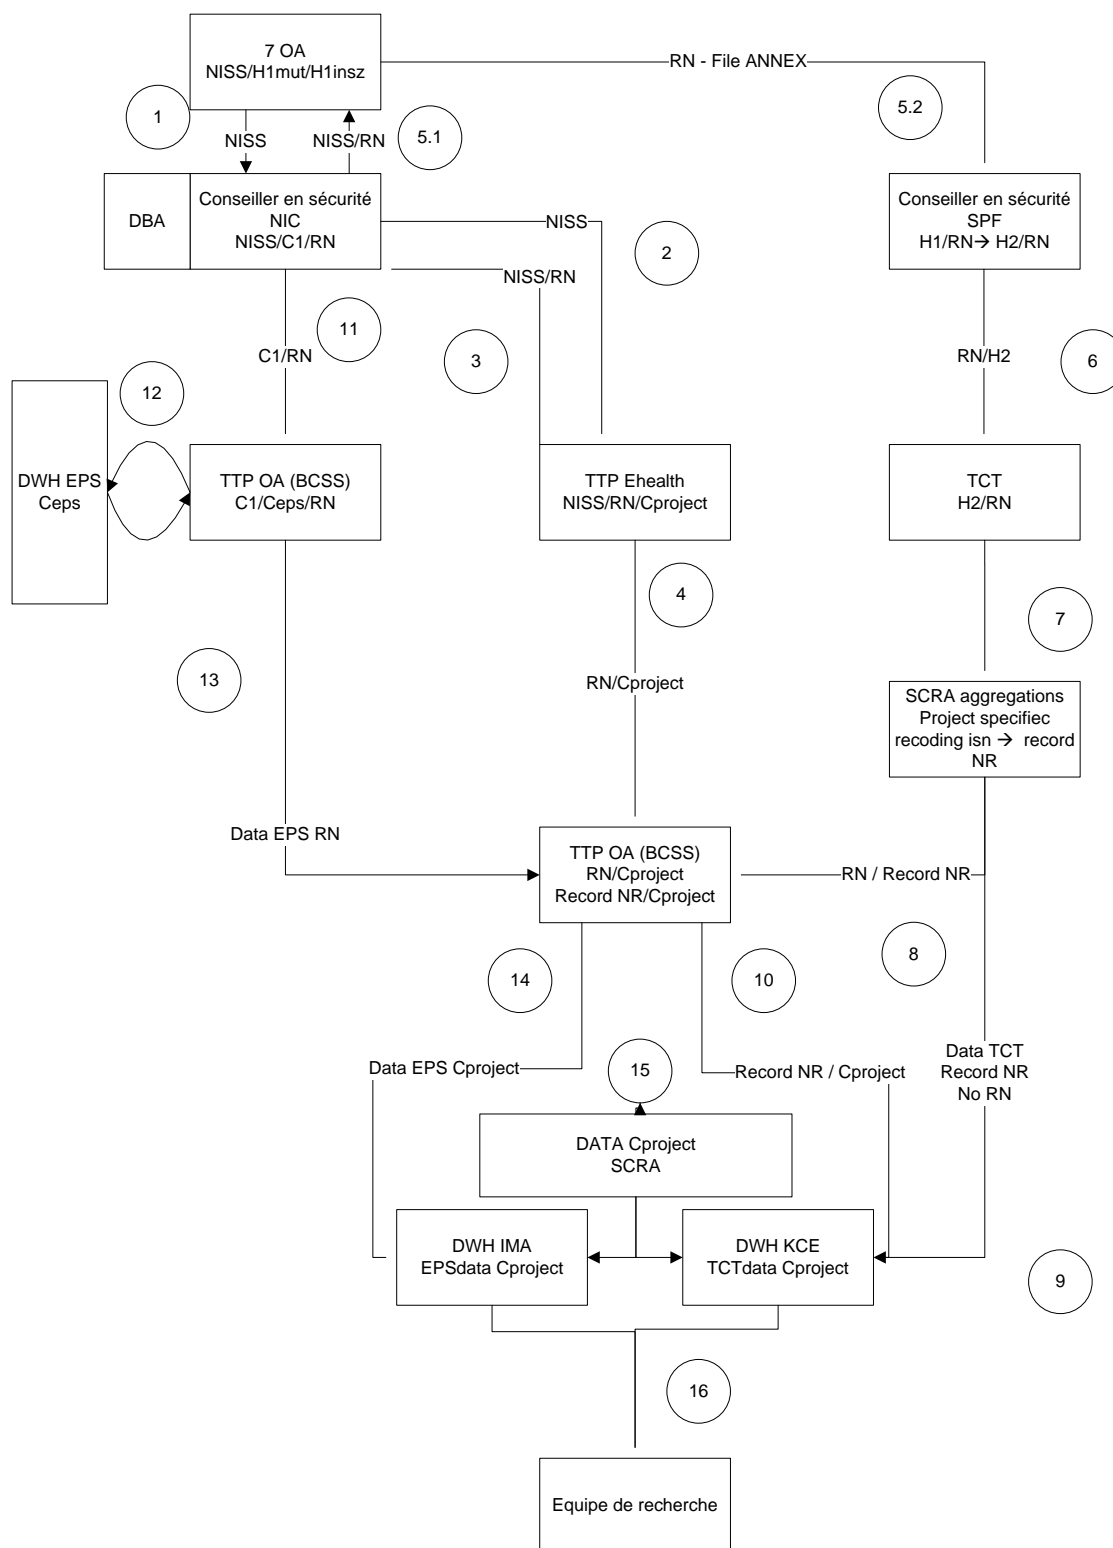 7 OA
NISS/H1mut/H1insz
RN - File ANNEX
1
5.1
5.2
NISS
NISS/RN
DBA
Conseiller en sécurité
NIC
NISS/C1/RN
Conseiller en sécurité
SPF
H1/RN→ H2/RN
NISS
2
NISS/RN
11
3
C1/RN
RN/H2
6
12
DWH EPS
Ceps
TTP OA (BCSS)
C1/Ceps/RN
TTP Ehealth
NISS/RN/Cproject
TCT
H2/RN
4
7
13
RN/Cproject
SCRA aggregations
Project specifiec
recoding isn → record
NR
Data EPS RN
TTP OA (BCSS)
RN/Cproject
Record NR/Cproject
RN / Record NR
14
10
8
Data EPS Cproject
15
Record NR / Cproject
Data TCT
Record NR
No RN
DATA Cproject
SCRA
DWH IMA
EPSdata Cproject
DWH KCE
TCTdata Cproject
9
16
Equipe de recherche